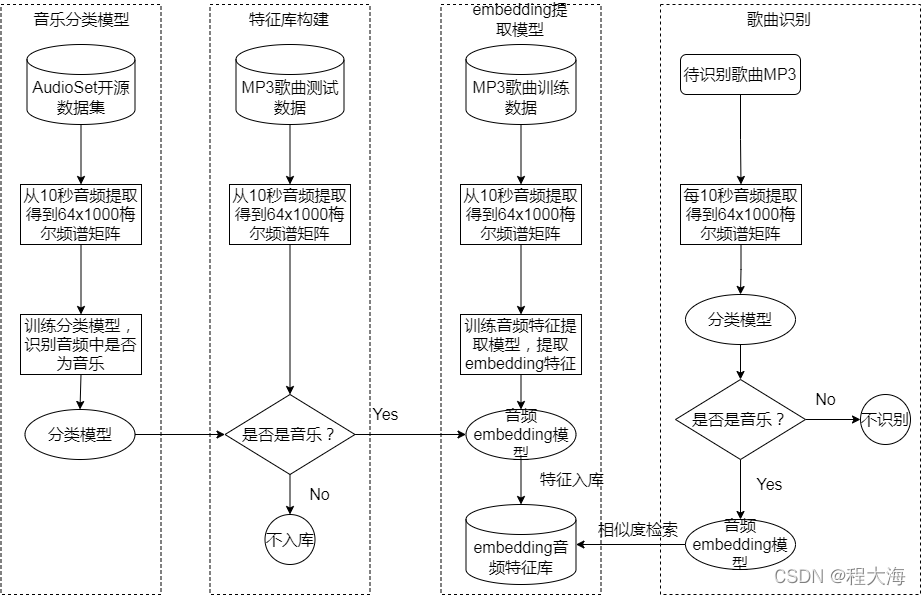 音乐分类模型
AudioSet开源
数据集
从10秒音频提取
得到64x1000梅
尔频谱矩阵
训练分类模型，
识别音频中是否
为音乐
分类模型
特征库构建
MP3歌曲测试
数据
从10秒音频提取
得到64x1000梅
尔频谱矩阵
是否是音乐？
Yes
No
不入库
embedding提
取模型
MP3歌曲训练
数据
从10秒音频提取
得到64x1000梅
尔频谱矩阵
训练音频特征提
取模型，提取
embedding特征
音频
embedding模
型
特征入库
embedding音
频特征库
歌曲识别
待识别歌曲MP3
每10秒音频提取
得到64x1000梅
尔频谱矩阵
分类模型
是否是音乐？
No
不识别
Yes
音频
embedding模
型
相似度检索
CSDN @程大海